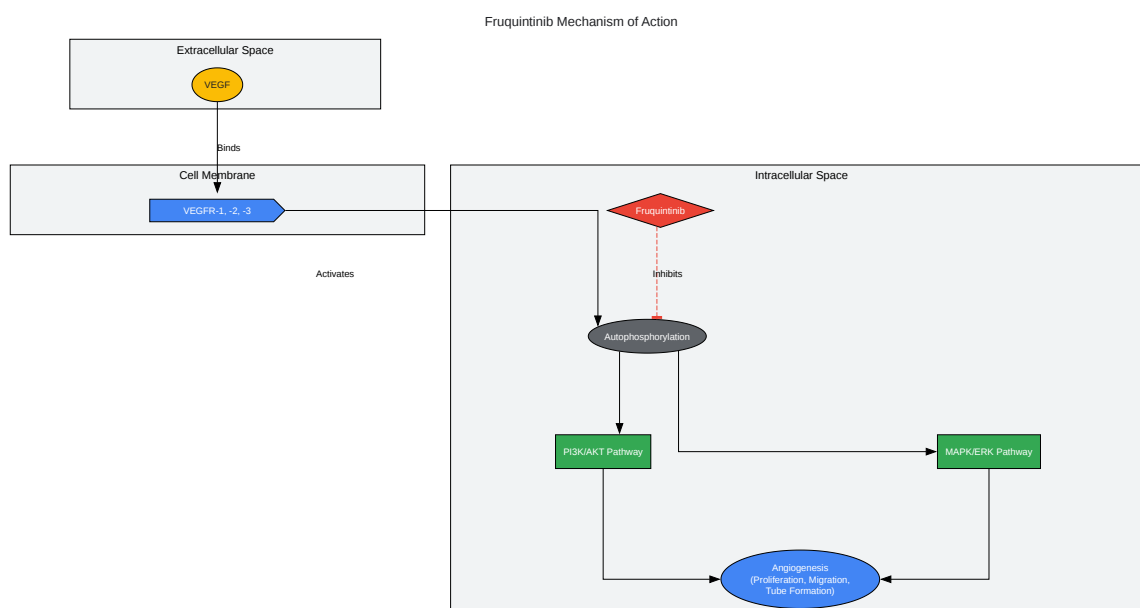 Fruquintinib Mechanism of Action
Extracellular Space
VEGF
Binds
Cell Membrane
VEGFR-1, -2, -3
Activates
Intracellular Space
Fruquintinib
Inhibits
Autophosphorylation
PI3K/AKT Pathway
MAPK/ERK Pathway
Angiogenesis
(Proliferation, Migration,
Tube Formation)